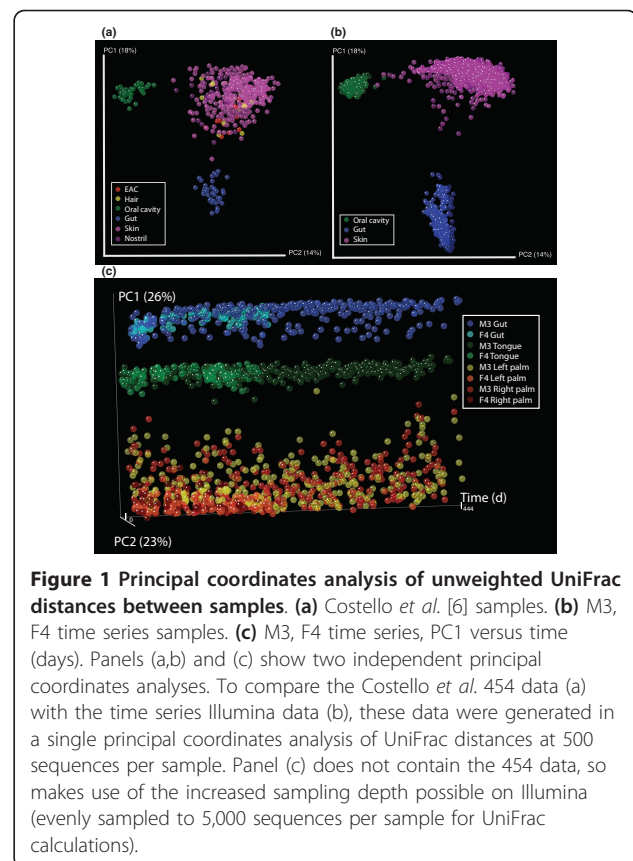 (a)
(b)
PC1 (18%)
PC1 (18%)
EAC
Hair
Oral cavity
Gut
Skin
Nostril
Oral cavity
Gut
Skin
PC2 (14%)
PC2 (14%)
(c)
PC1 (26%)
M3 Gut
F4 Gut
M3 Tongue
F4 Tongue
M3 Left palm
F4 Left palm
M3 Right palm
F4 Right palm
Time (d)
0
444
PC2 (23%)
Figure 1 Principal coordinates analysis of unweighted UniFrac
distances between samples. (a) Costello et al. [6] samples. (b) M3,
F4 time series samples. (c) M3, F4 time series, PC1 versus time
(days). Panels (a,b) and (c) show two independent principal
coordinates analyses. To compare the Costello et al. 454 data (a)
with the time series Illumina data (b), these data were generated in
a single principal coordinates analysis of UniFrac distances at 500
sequences per sample. Panel (c) does not contain the 454 data, so
makes use of the increased sampling depth possible on Illumina
(evenly sampled to 5,000 sequences per sample for UniFrac
calculations).